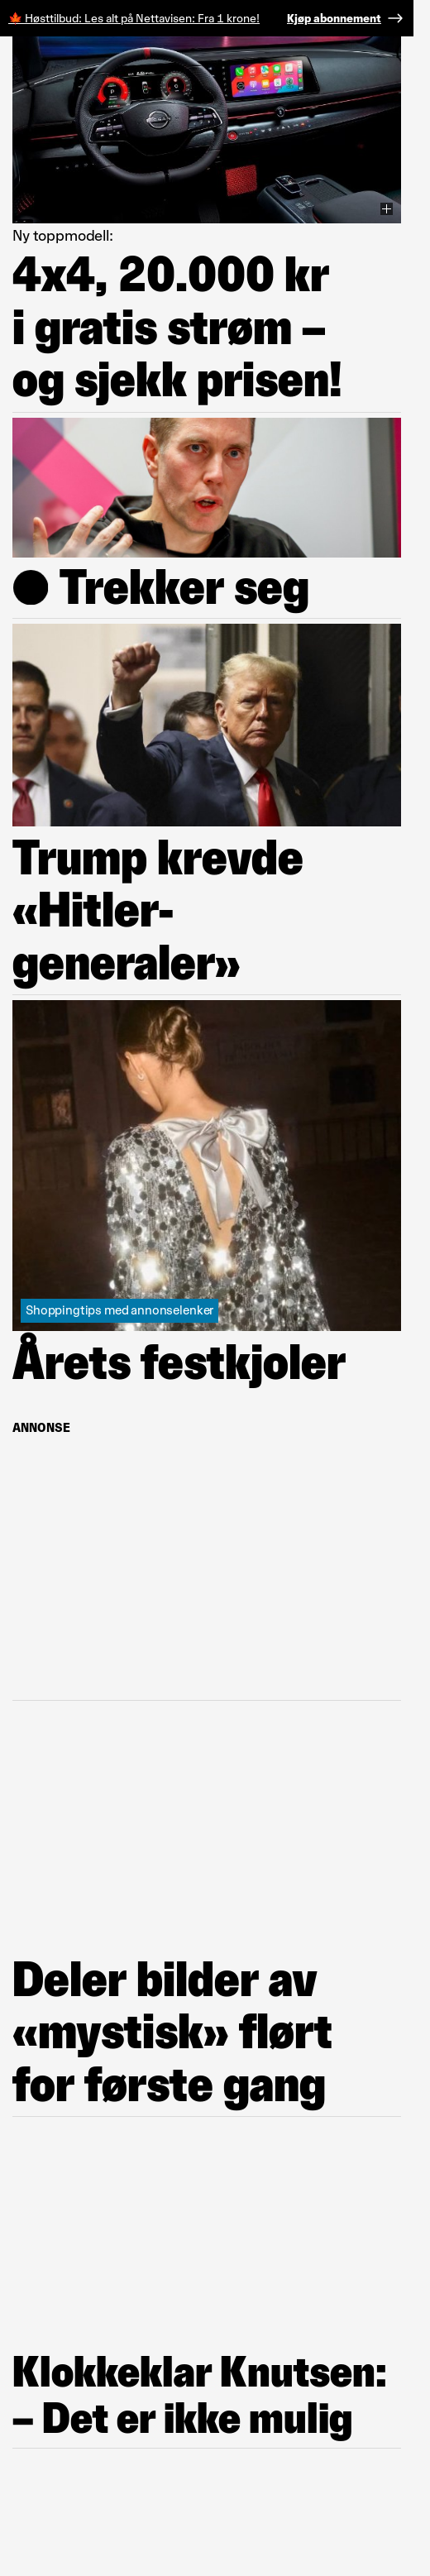 🍁 Høsttilbud: Les alt på Nettavisen: Fra 1 krone! Kjøp abonnement →
Ny toppmodell:
4x4, 20.000 kr
i gratis strøm –
og sjekk prisen!
● Trekker seg
Trump krevde
«Hitler-
generaler»
Shoppingtips med annonselenker
Årets festkjoler
ANNONSE
Deler bilder av
«mystisk» flørt
for første gang
Klokkeklar Knutsen:
– Det er ikke mulig